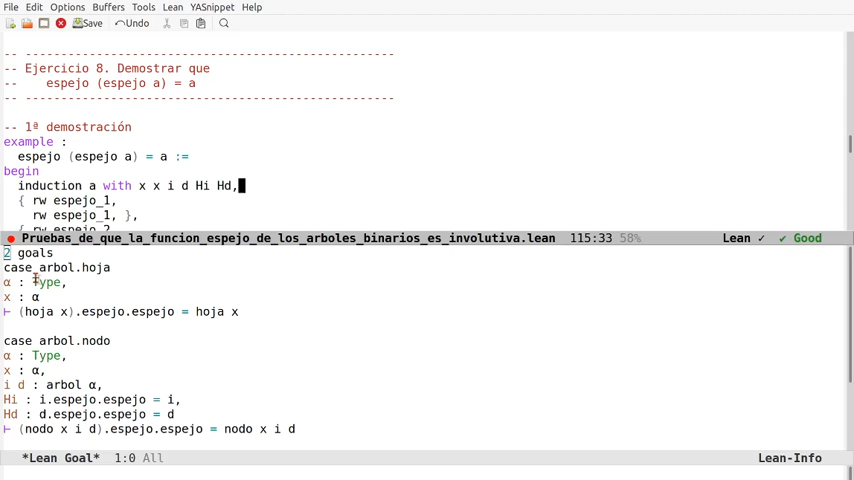 File Edit Options Buffers Tools Lean YASnippet Help
Save Undo
-- ---------------------------------------------------
-- Ejercicio 8. Demostrar que
--    espejo (espejo a) = a
-- ---------------------------------------------------
-- 1ª demostración
example :
  espejo (espejo a) = a :=
begin
  induction a with x x i d Hi Hd,
  { rw espejo_1,
    rw espejo_1, },
  { rw espejo_2,
Pruebas_de_que_la_funcion_espejo_de_los_arboles_binarios_es_involutiva.lean 115:33 58% Lean ✓ ✔ Good
2 goals
case arbol.hoja
α : Type,
x : α
⊢ (hoja x).espejo.espejo = hoja x
case arbol.nodo
α : Type,
x : α,
i d : arbol α,
Hi : i.espejo.espejo = i,
Hd : d.espejo.espejo = d
⊢ (nodo x i d).espejo.espejo = nodo x i d
*Lean Goal* 1:0 All Lean-Info